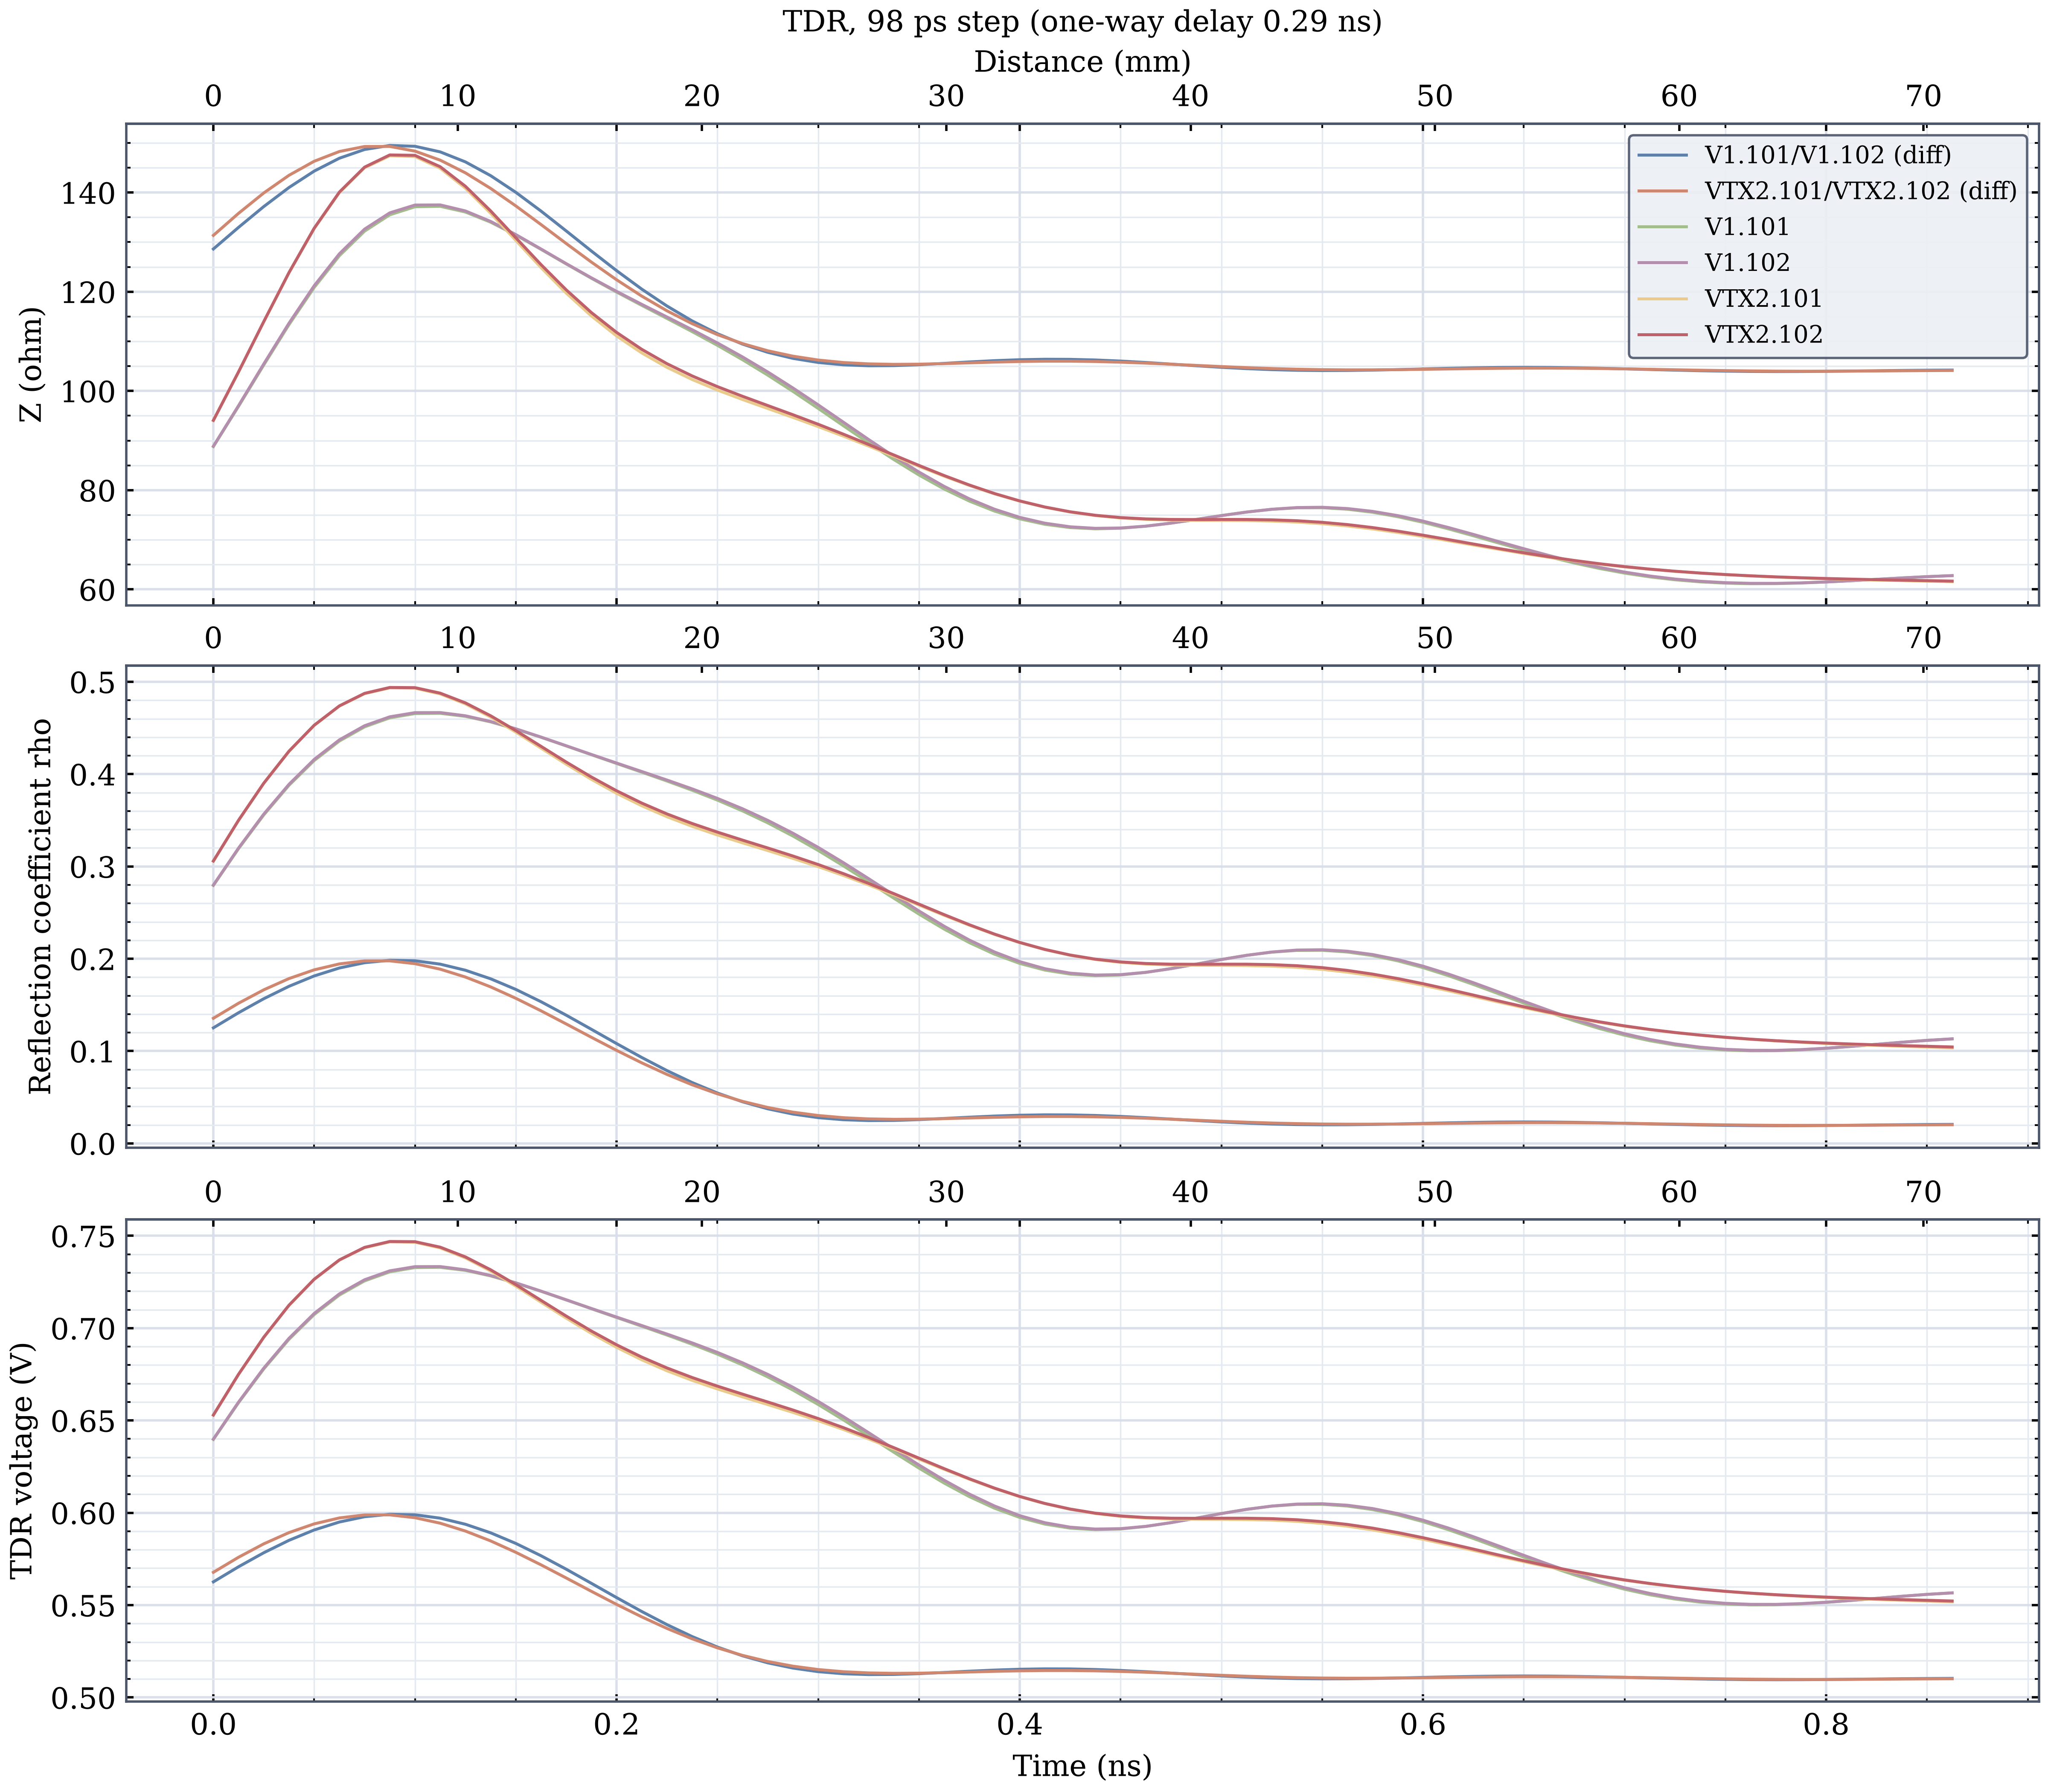 TDR, 98 ps step (one-way delay 0.29 ns)
Distance (mm)
0 10 20 30 40 50 60 70
140
120
100
80
60
Z (ohm)
V1.101/V1.102 (diff)
VTX2.101/VTX2.102 (diff)
V1.101
V1.102
VTX2.101
VTX2.102
0 10 20 30 40 50 60 70
0.5
0.4
0.3
0.2
0.1
0.0
Reflection coefficient rho
0 10 20 30 40 50 60 70
0.75
0.70
0.65
0.60
0.55
0.50
TDR voltage (V)
0.0 0.2 0.4 0.6 0.8
Time (ns)